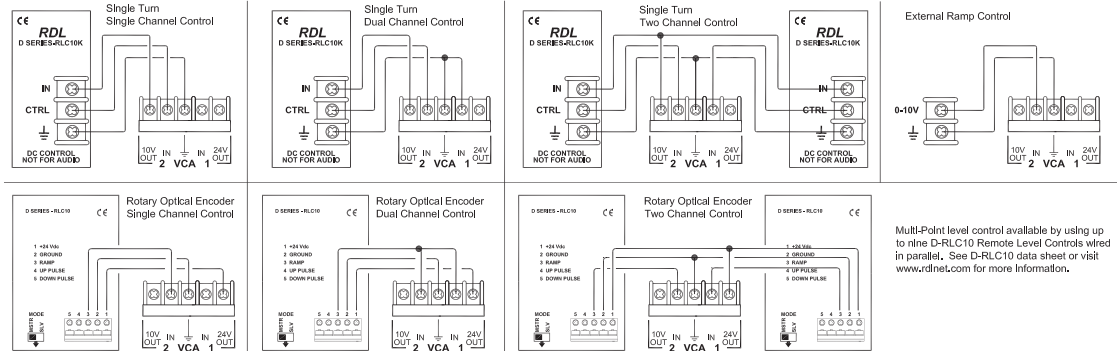 Single Turn
Single Channel Control
CE
RDL
D SERIES-RLC10K
IN
CTRL
DC CONTROL
NOT FOR AUDIO
10V OUT IN IN 24V OUT
2 VCA 1
Single Turn
Dual Channel Control
CE
RDL
D SERIES-RLC10K
IN
CTRL
DC CONTROL
NOT FOR AUDIO
10V OUT IN IN 24V OUT
2 VCA 1
Single Turn
Two Channel Control
CE
RDL
D SERIES-RLC10K
IN
CTRL
DC CONTROL
NOT FOR AUDIO
10V OUT IN IN 24V OUT
2 VCA 1
CE
RDL
D SERIES-RLC10K
IN
CTRL
DC CONTROL
NOT FOR AUDIO
External Ramp Control
0-10V
10V OUT IN IN 24V OUT
2 VCA 1
Rotary Optical Encoder
Single Channel Control
D SERIES - RLC10 CE
1 +24 Vdc
2 GROUND
3 RAMP
4 UP PULSE
5 DOWN PULSE
MODE
MSTR
SLV
5 4 3 2 1
10V OUT IN IN 24V OUT
2 VCA 1
Rotary Optical Encoder
Dual Channel Control
D SERIES - RLC10 CE
1 +24 Vdc
2 GROUND
3 RAMP
4 UP PULSE
5 DOWN PULSE
MODE
MSTR
SLV
5 4 3 2 1
10V OUT IN IN 24V OUT
2 VCA 1
Rotary Optical Encoder
Two Channel Control
D SERIES - RLC10 CE
1 +24 Vdc
2 GROUND
3 RAMP
4 UP PULSE
5 DOWN PULSE
MODE
MSTR
SLV
5 4 3 2 1
10V OUT IN IN 24V OUT
2 VCA 1
D SERIES - RLC10 CE
1 +24 Vdc
2 GROUND
3 RAMP
4 UP PULSE
5 DOWN PULSE
MODE
MSTR
SLV
5 4 3 2 1
Multi-Point level control available by using up
to nine D-RLC10 Remote Level Controls wired
in parallel. See D-RLC10 data sheet or visit
www.rdlnet.com for more Information.